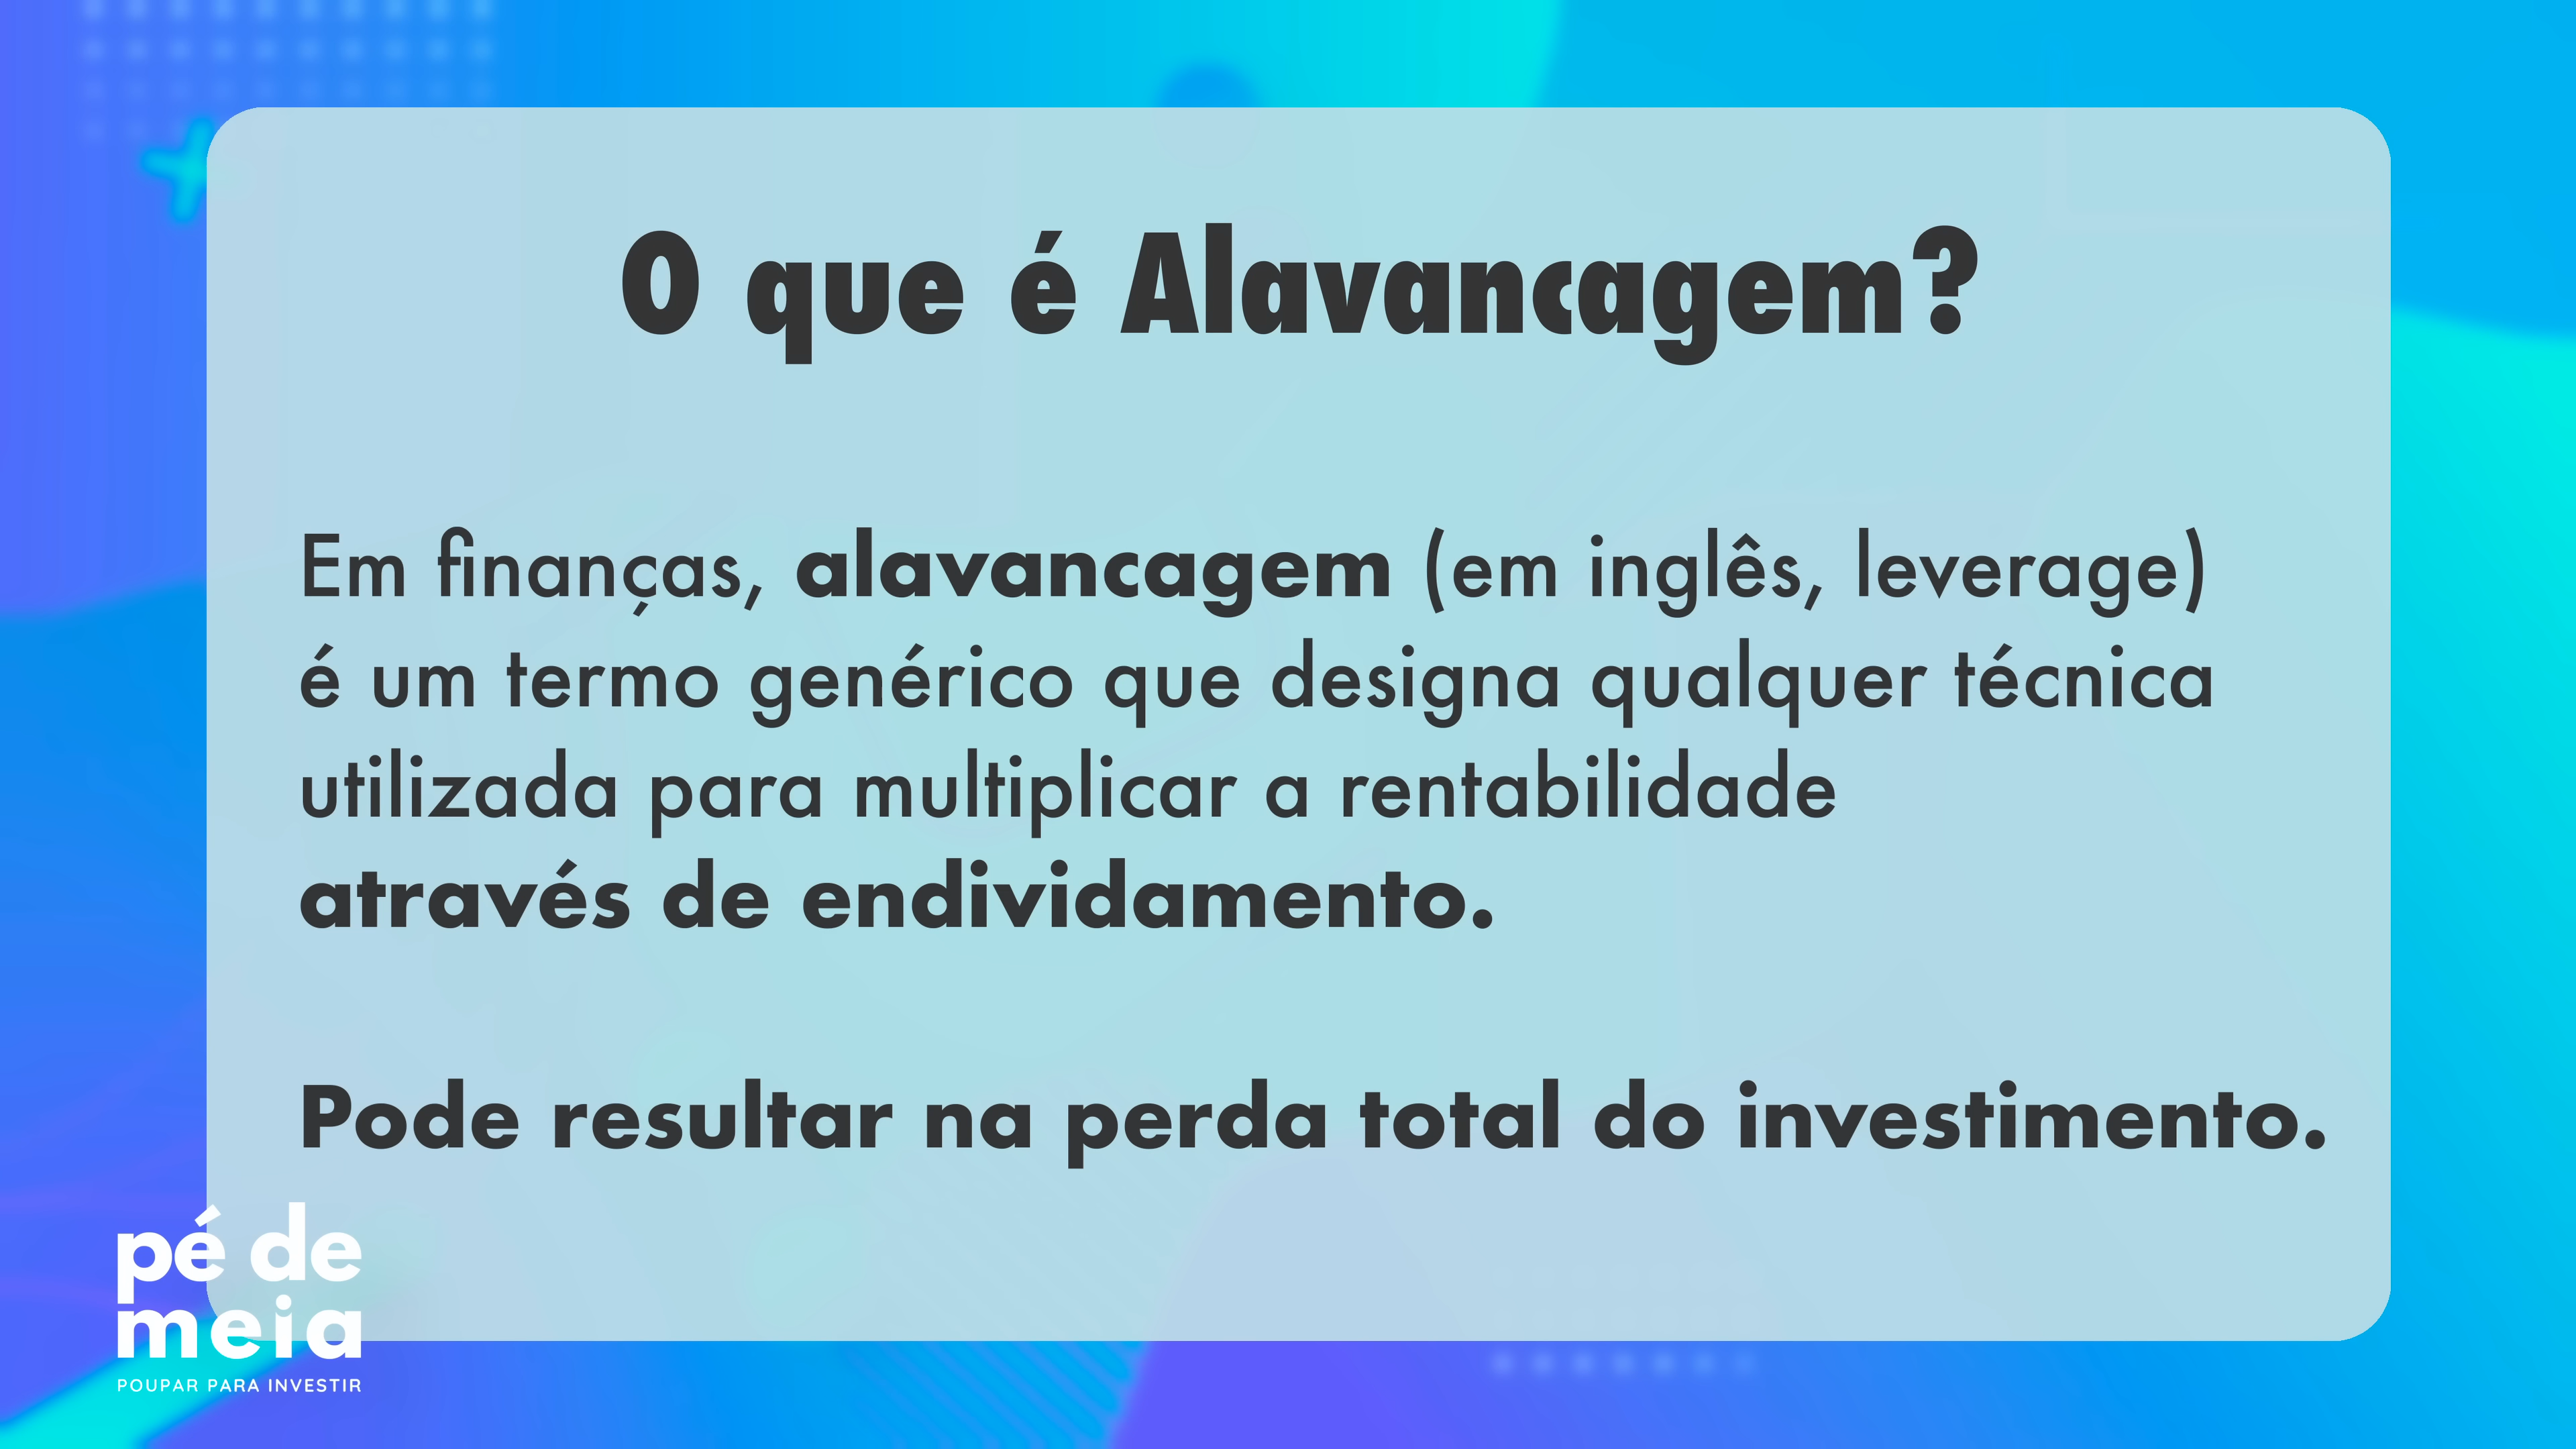 O que é Alavancagem?
Em finanças, alavancagem (em inglês, leverage)
é um termo genérico que designa qualquer técnica
utilizada para multiplicar a rentabilidade
através de endividamento.
Pode resultar na perda total do investimento.
pé de
meia
POUPAR PARA INVESTIR